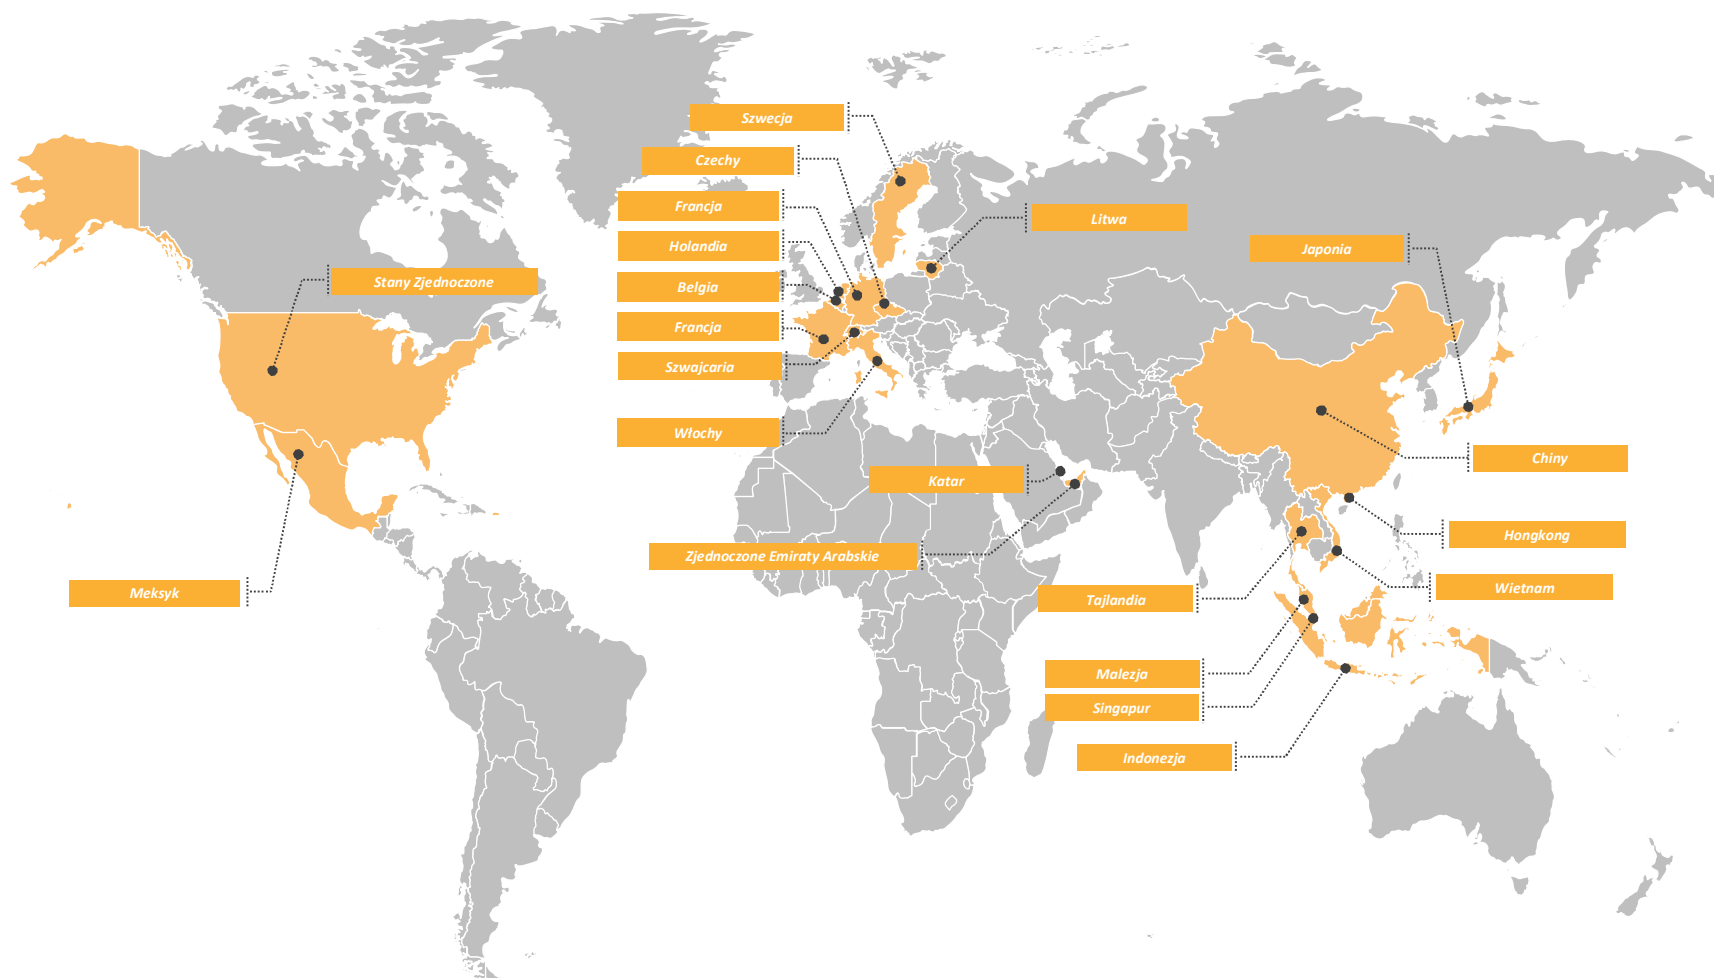 Szwecja
Czechy
Francja
Holandia
Belgia
Francja
Szwajcaria
Włochy
Litwa
Japonia
Stany Zjednoczone
Meksyk
Katar
Zjednoczone Emiraty Arabskie
Chiny
Hongkong
Wietnam
Tajlandia
Malezja
Singapur
Indonezja